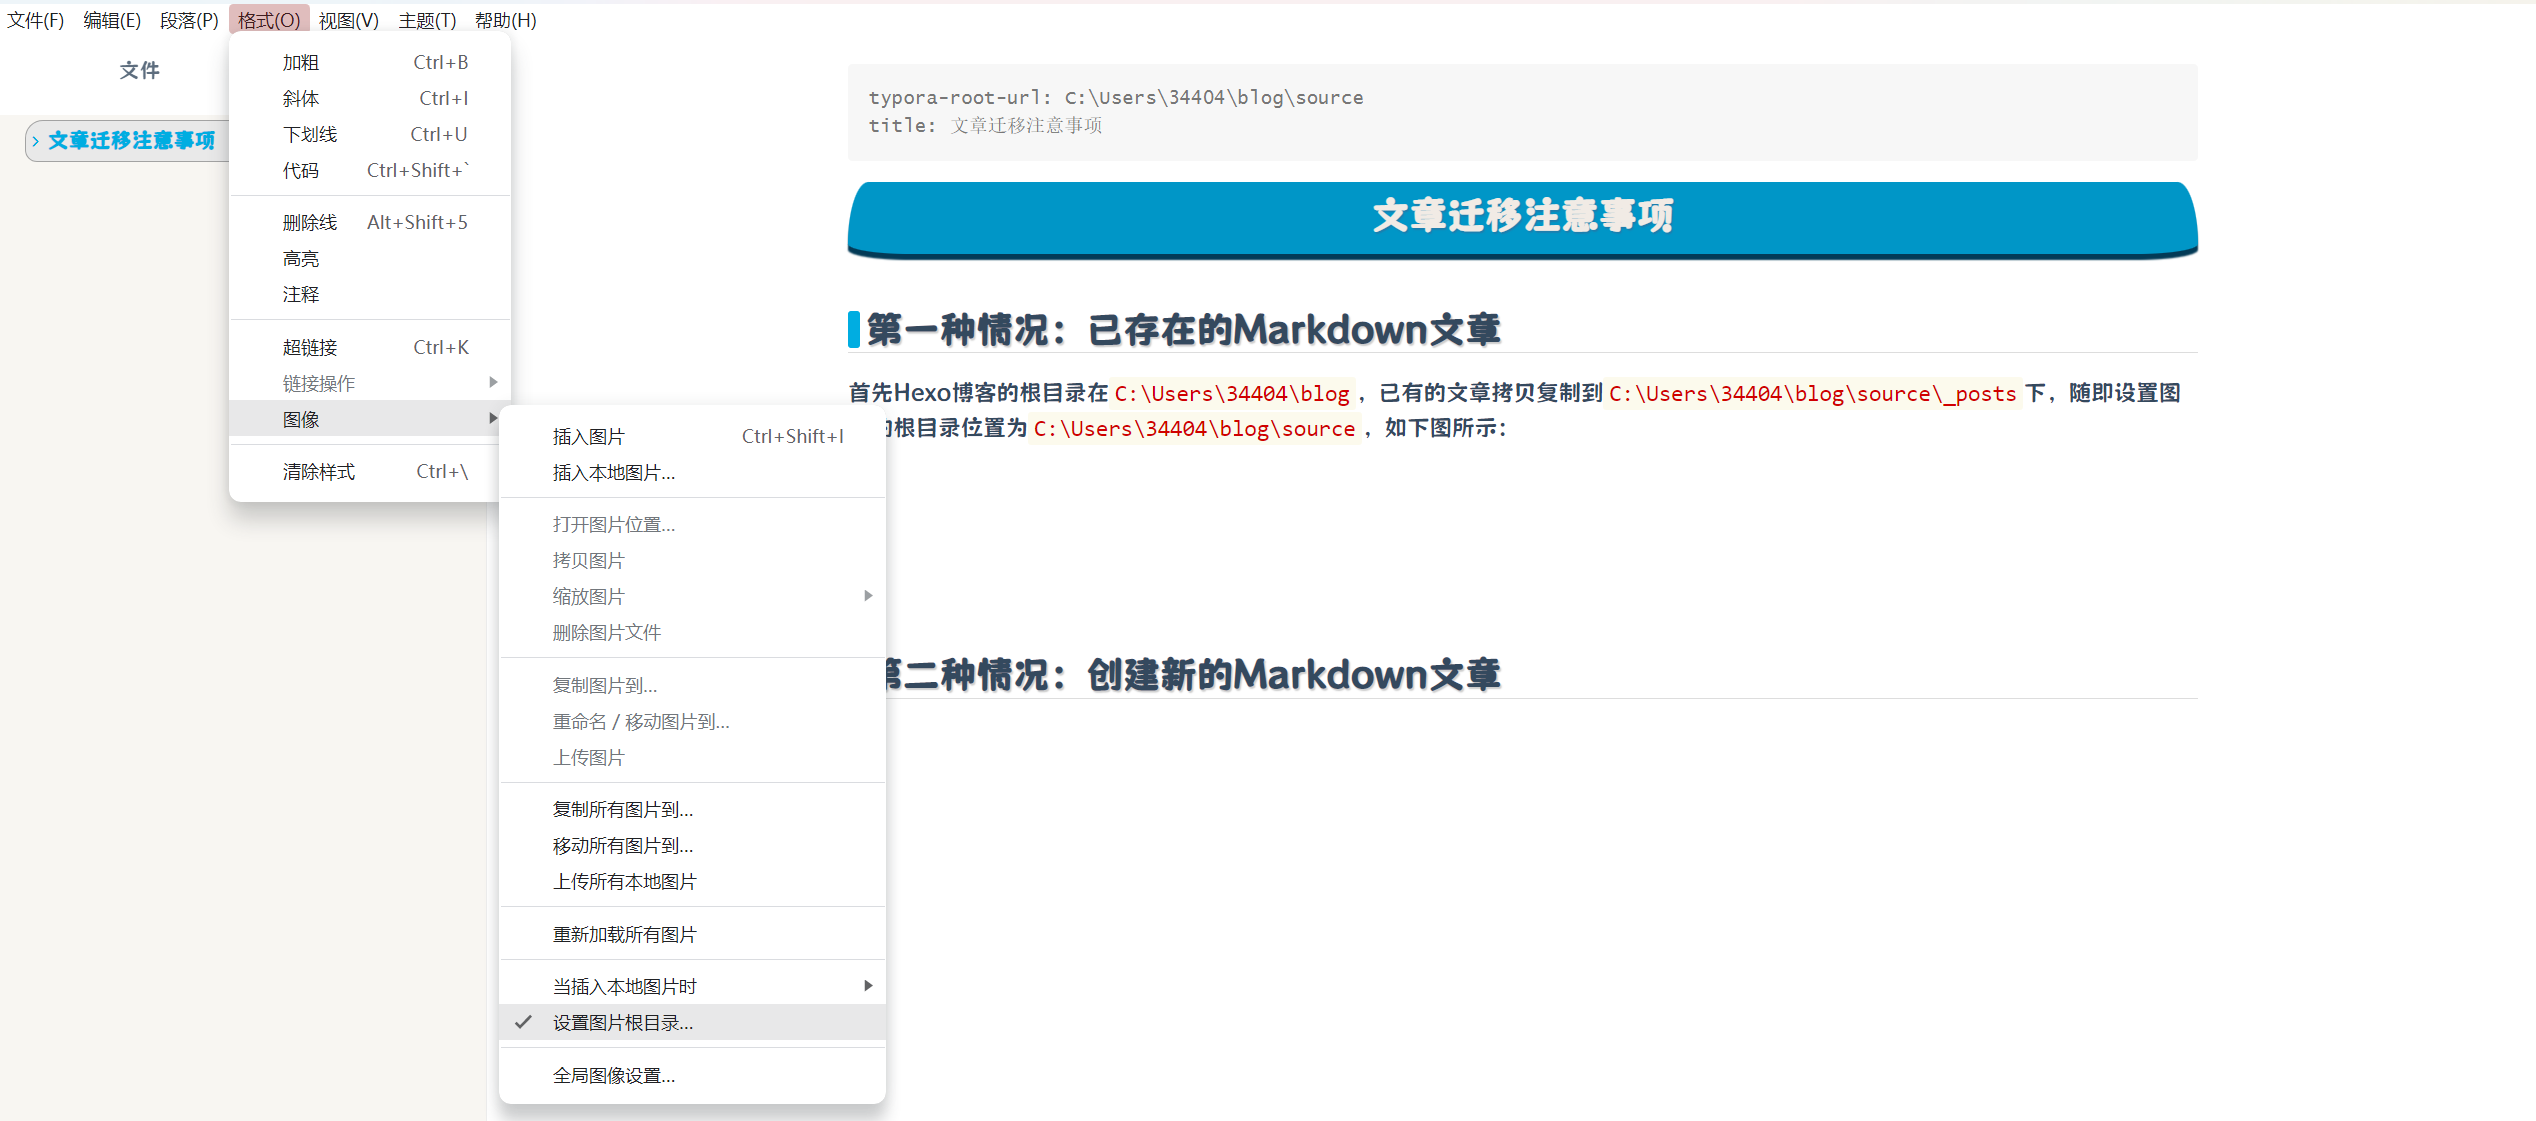 文件(F) 编辑(E) 段落(P) 格式(O) 视图(V) 主题(T) 帮助(H)
文件
文章迁移注意事项
加粗 Ctrl+B
斜体 Ctrl+I
下划线 Ctrl+U
代码 Ctrl+Shift+`
删除线 Alt+Shift+5
高亮
注释
超链接 Ctrl+K
链接操作
图像
清除样式 Ctrl+\
插入图片 Ctrl+Shift+I
插入本地图片...
打开图片位置...
拷贝图片
缩放图片
删除图片文件
复制图片到...
重命名 / 移动图片到...
上传图片
复制所有图片到...
移动所有图片到...
上传所有本地图片
重新加载所有图片
当插入本地图片时
设置图片根目录...
全局图像设置...
typora-root-url: C:\Users\34404\blog\source
title: 文章迁移注意事项
文章迁移注意事项
第一种情况：已存在的Markdown文章
首先Hexo博客的根目录在 C:\Users\34404\blog ，已有的文章拷贝复制到 C:\Users\34404\blog\source\_posts 下，随即设置图
的根目录位置为 C:\Users\34404\blog\source ，如下图所示：
第二种情况：创建新的Markdown文章